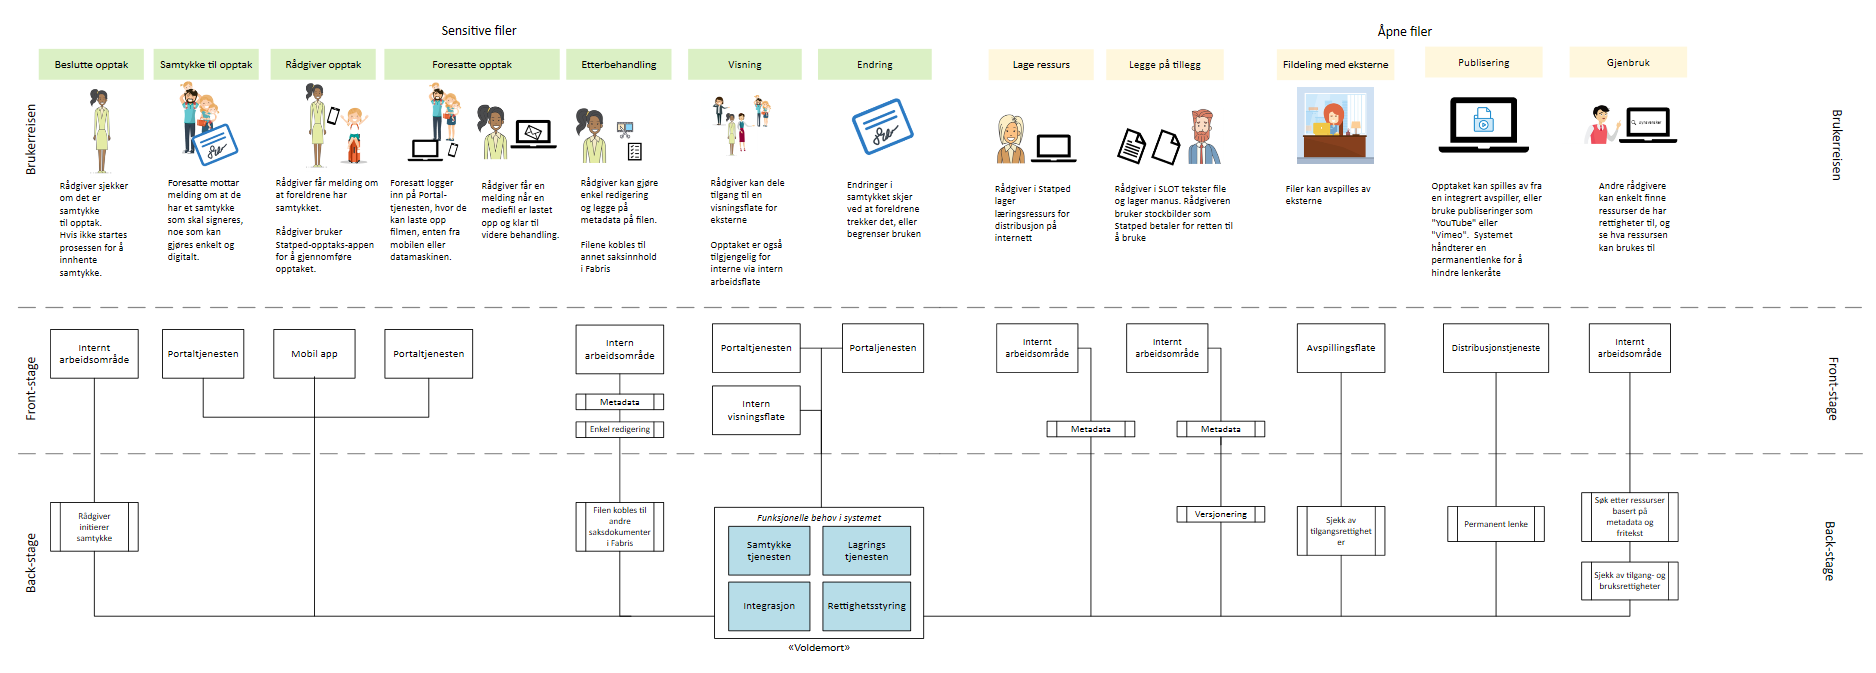 Sensitive filer
Åpne filer
Beslutte opptak
Samtykke til opptak
Rådgiver opptak
Foresatte opptak
Etterbehandling
Visning
Endring
Lage ressurs
Legge på tillegg
Fildeling med eksterne
Publisering
Gjenbruk
Brukerreisen
Brukerreisen
Rådgiver sjekker
om det er
samtykke
til opptak.
Hvis ikke startes
prosessen for å
innhente
samtykke.
Foresatte mottar
melding om at de
har et samtykke
som skal signeres,
noe som kan
gjøres enkelt og
digitalt.
Rådgiver får melding om
at foreldrene har
samtykket.
Rådgiver bruker
Statped-opptaks-appen
for å gjennomføre
opptaket.
Foresatt logger
inn på Portal-
tjenesten, hvor de
kan laste opp
filmen, enten fra
mobilen eller
datamaskinen.
Rådgiver får en
melding når en
mediefil er lastet
opp og klar til
videre behandling.
Rådgiver kan gjøre
enkel redigering
og legge på
metadata på filen.
Filene kobles til
annet saksinnhold
i Fabris
Rådgiver kan dele
tilgang til en
visningsflate for
eksterne
Opptaket er også
tilgjengelig for
interne via intern
arbeidsflate
Endringer i
samtykket skjer
ved at foreldrene
trekker det, eller
begrenser bruken
Rådgiver i Statped
lager
læringsressurs for
distribusjon på
internett
Rådgiver i SLOT tekster file
og lager manus. Rådgiveren
bruker stockbilder som
Statped betaler for retten til
å bruke
Filer kan avspilles av
eksterne
Opptaket kan spilles av fra
en integrert avspiller, eller
bruke publiseringer som
"YouTube" eller
"Vimeo".  Systemet
håndterer en
permanentlenke for å
hindre lenkeråte
Andre rådgivere
kan enkelt finne
ressurser de har
rettigheter til, og
se hva ressursen
kan brukes til
Front-stage
Front-stage
Internt
arbeidsområde
Portaltjenesten
Mobil app
Portaltjenesten
Intern
arbeidsområde
Metadata
Enkel redigering
Portaltjenesten
Portaljenesten
Intern
visningsflate
Internt
arbeidsområde
Metadata
Internt
arbeidsområde
Metadata
Avspillingsflate
Distribusjonstjeneste
Internt
arbeidsområde
Back-stage
Back-stage
Rådgiver
initierer
samtykke
Filen kobles til
andre
saksdokumenter
i Fabris
Funksjonelle behov i systemet
Samtykke
tjenesten
Lagrings
tjenesten
Integrasjon
Rettighetsstyring
«Voldemort»
Versjonering
Sjekk av
tilgangsrettighet
er
Permanent lenke
Søk etter ressurser
basert på
metadata og
fritekst
Sjekk av tilgang- og
bruksrettigheter